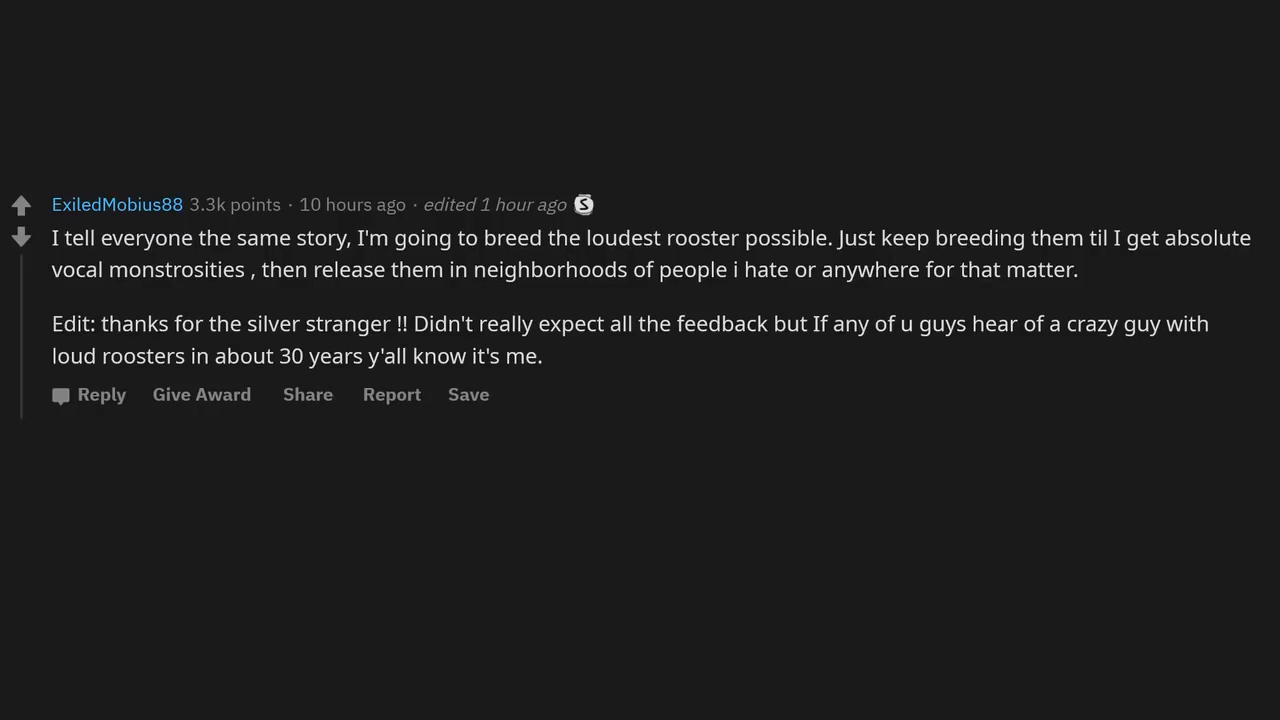 ExiledMobius88 3.3k points · 10 hours ago · edited 1 hour ago S
I tell everyone the same story, I'm going to breed the loudest rooster possible. Just keep breeding them til I get absolute
vocal monstrosities , then release them in neighborhoods of people i hate or anywhere for that matter.
Edit: thanks for the silver stranger !! Didn't really expect all the feedback but If any of u guys hear of a crazy guy with
loud roosters in about 30 years y'all know it's me.
Reply Give Award Share Report Save